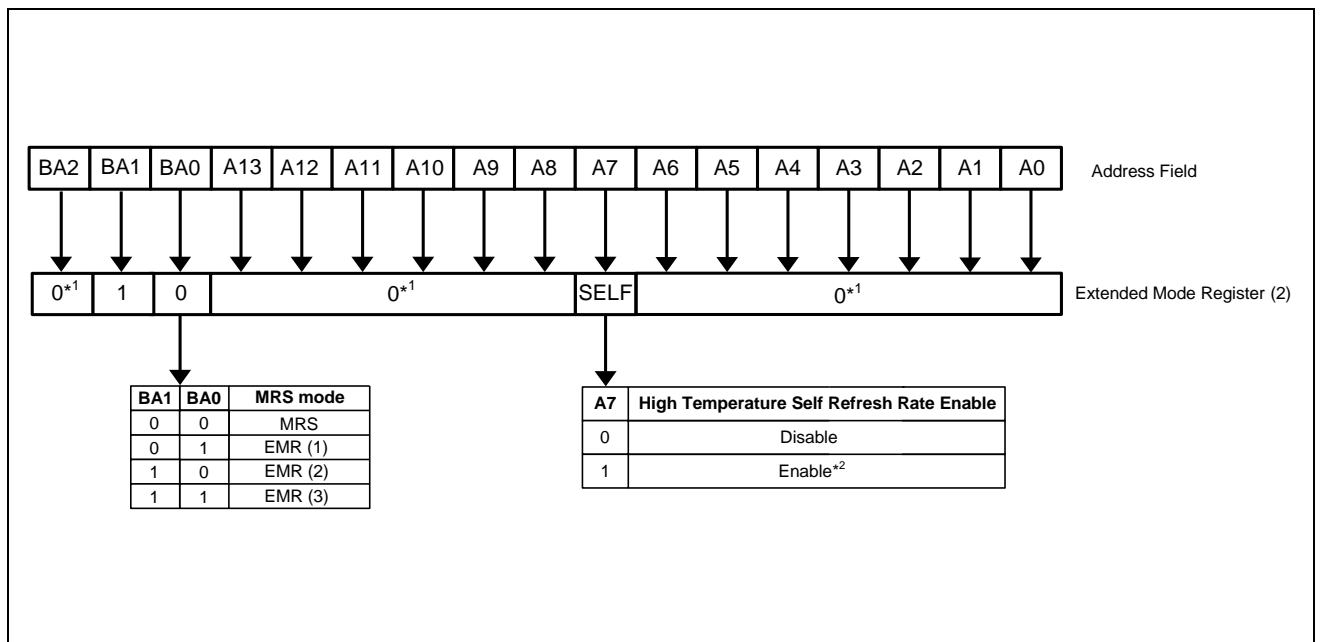 BA2 BA1 BA0 A13 A12 A11 A10 A9 A8 A7 A6 A5 A4 A3 A2 A1 A0 Address Field
0*1 1 0 0*1 SELF 0*1 Extended Mode Register (2)
BA1 BA0 MRS mode
0 0 MRS
0 1 EMR (1)
1 0 EMR (2)
1 1 EMR (3)
A7 High Temperature Self Refresh Rate Enable
0 Disable
1 Enable*2